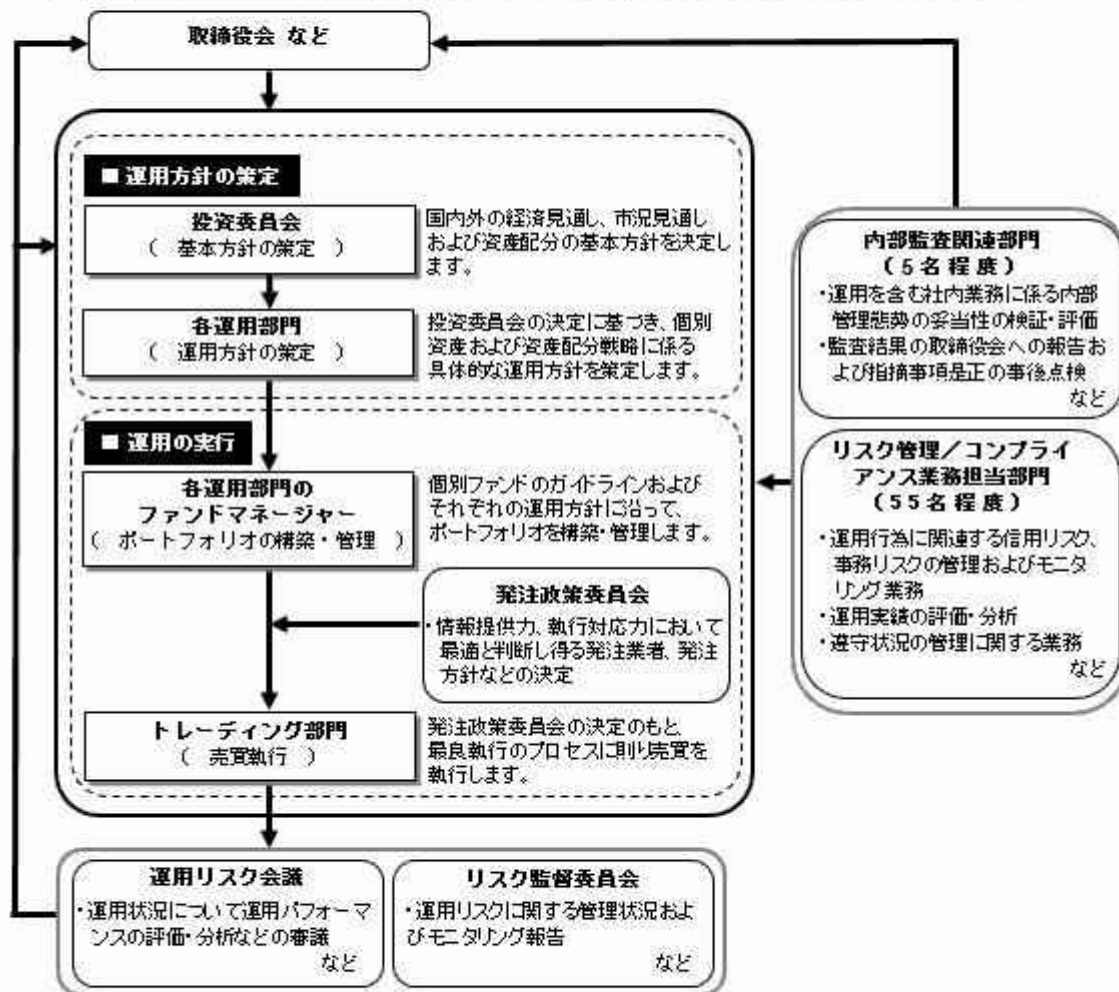 取締役会 など
■ 運用方針の策定
投資委員会
( 基本方針の策定 )
国内外の経済見通し、市況見通し
および資産配分の基本方針を決定し
ます。
各運用部門
( 運用方針の策定 )
投資委員会の決定に基づき、個別
資産および資産配分戦略に係る
具体的な運用方針を策定します。
■ 運用の実行
各運用部門の
ファンドマネージャー
( ポートフォリオの構築・管理 )
個別ファンドのガイドラインおよび
それぞれの運用方針に沿って、
ポートフォリオを構築・管理します。
発注政策委員会
・情報提供力、執行対応力において
最適と判断し得る発注業者、発注
方針などの決定
トレーディング部門
( 売買執行 )
発注政策委員会の決定のもと、
最良執行のプロセスに則り売買を
執行します。
内部監査関連部門
(5名程度)
・運用を含む社内業務に係る内部
管理態勢の妥当性の検証・評価
・監査結果の取締役会への報告お
よび指摘事項是正の事後点検
など
リスク管理/コンプライ
アンス業務担当部門
(55名程度)
・運用行為に関連する信用リスク、
事務リスクの管理およびモニタ
リング業務
・運用実績の評価・分析
・遵守状況の管理に関する業務
など
運用リスク会議
・運用状況について運用パフォーマ
ンスの評価・分析などの審議
など
リスク監督委員会
・運用リスクに関する管理状況およ
びモニタリング報告
など